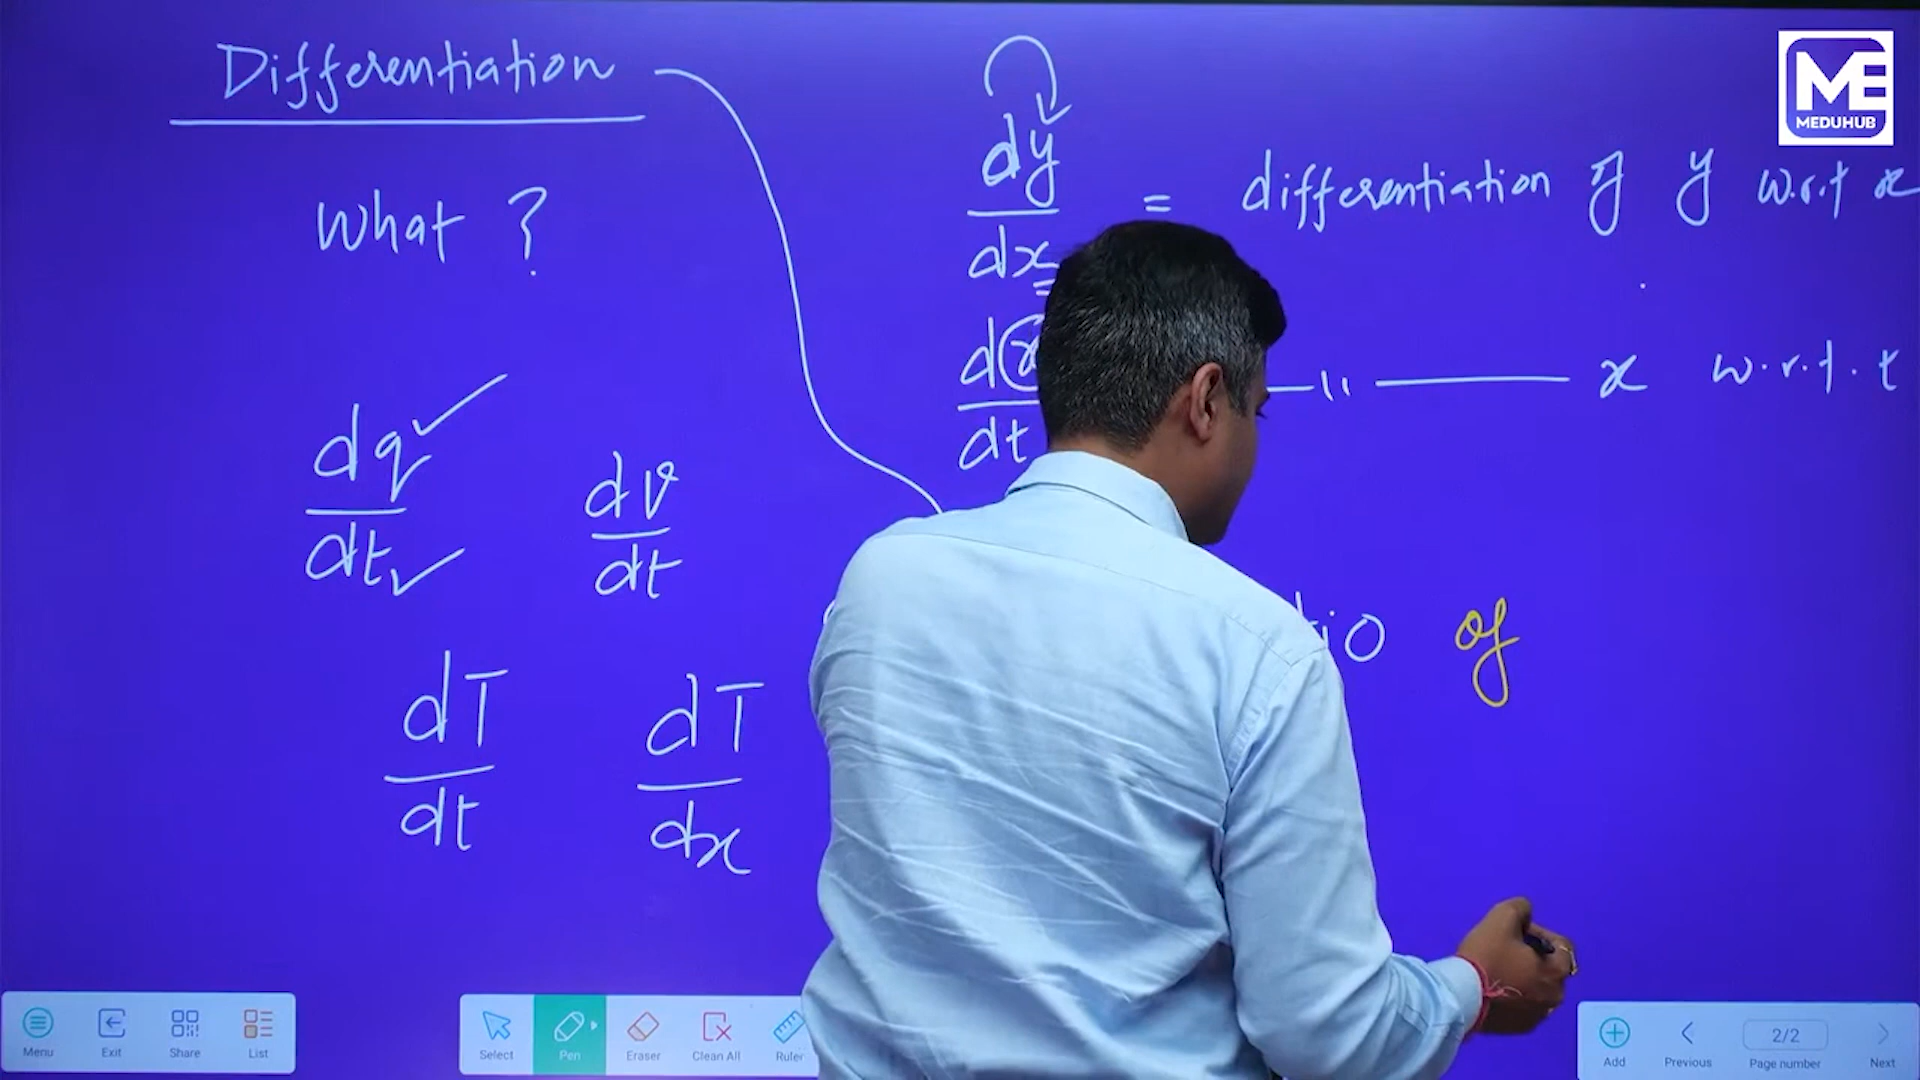 Differentiation
What ?
dq
dt
dv
dt
dT
dt
dT
dx
dy
dx
= differentiation of y w.r.t x
d
dt
—"— x w.r.t. t
of
ME
MEDUHUB
Menu
Exit
Share
List
Select
Pen
Eraser
Clean All
Ruler
Add
Previous
2/2
Page number
Next